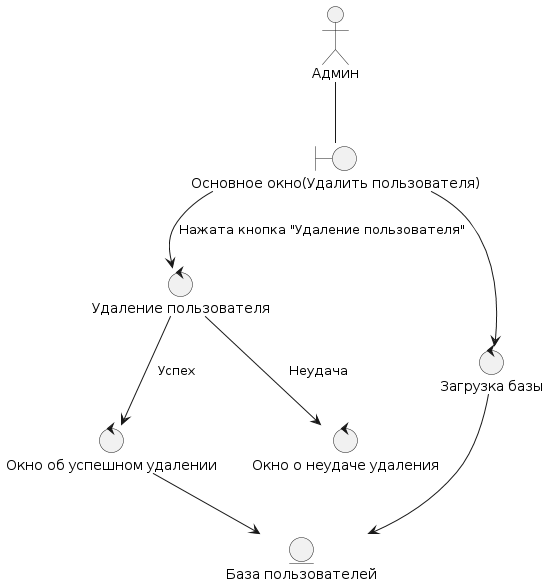 Админ
Основное окно(Удалить пользователя)
Нажата кнопка "Удаление пользователя"
Удаление пользователя
Успех
Неудача
Загрузка базы
Окно об успешном удалении
Окно о неудаче удаления
База пользователей